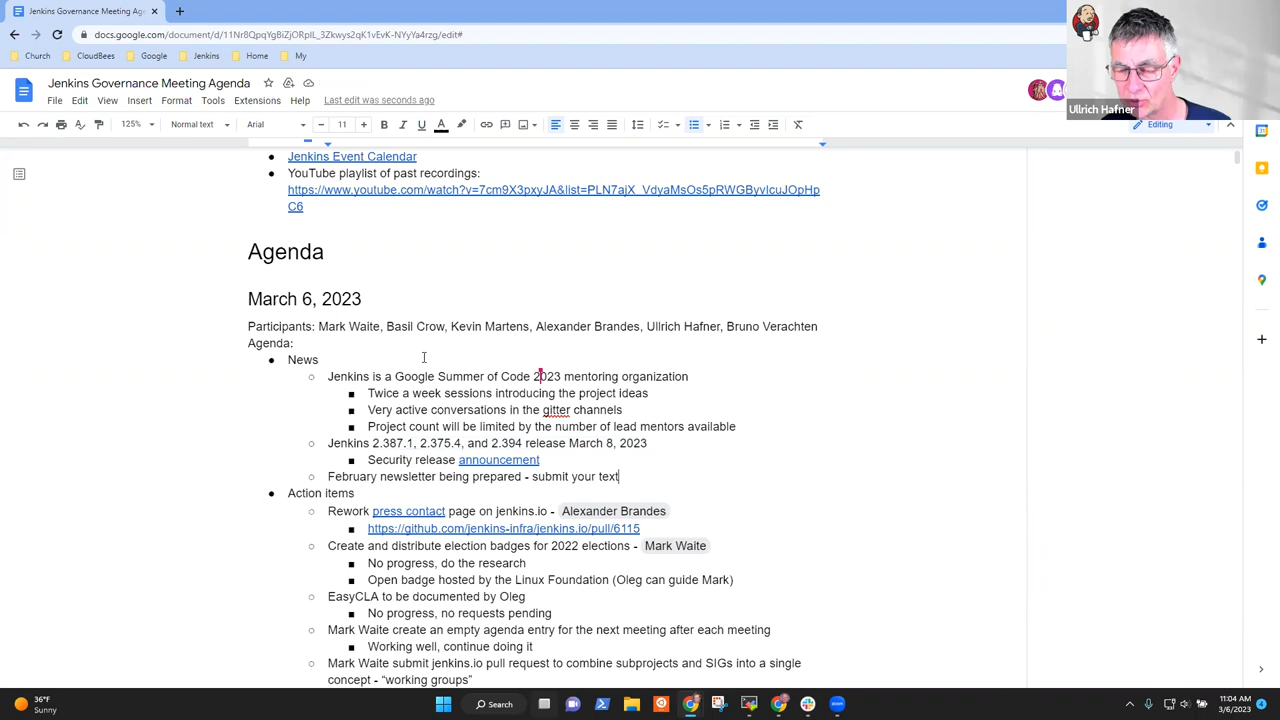 Jenkins Governance Meeting Age
docs.google.com/document/d/11Nr8QpqYgBiZjORpIL_3Zkwys2qK1vEvK-NYyYa4rzg/edit#
Church
CloudBees
Google
Jenkins
Home
My
Ullrich Hafner
Jenkins Governance Meeting Agenda
File Edit View Insert Format Tools Extensions Help Last edit was seconds ago
125% Normal text Arial 11 Editing
Jenkins Event Calendar
YouTube playlist of past recordings:
https://www.youtube.com/watch?v=7cm9X3pxyJA&list=PLN7ajX_VdyaMsOs5pRWGByvIcuJOpHp
C6
Agenda
March 6, 2023
Participants: Mark Waite, Basil Crow, Kevin Martens, Alexander Brandes, Ullrich Hafner, Bruno Verachten
Agenda:
News
Jenkins is a Google Summer of Code 2023 mentoring organization
Twice a week sessions introducing the project ideas
Very active conversations in the gitter channels
Project count will be limited by the number of lead mentors available
Jenkins 2.387.1, 2.375.4, and 2.394 release March 8, 2023
Security release announcement
February newsletter being prepared - submit your text
Action items
Rework press contact page on jenkins.io - Alexander Brandes
https://github.com/jenkins-infra/jenkins.io/pull/6115
Create and distribute election badges for 2022 elections - Mark Waite
No progress, do the research
Open badge hosted by the Linux Foundation (Oleg can guide Mark)
EasyCLA to be documented by Oleg
No progress, no requests pending
Mark Waite create an empty agenda entry for the next meeting after each meeting
Working well, continue doing it
Mark Waite submit jenkins.io pull request to combine subprojects and SIGs into a single
concept - “working groups”
36°F
Sunny
Search
11:04 AM
3/6/2023